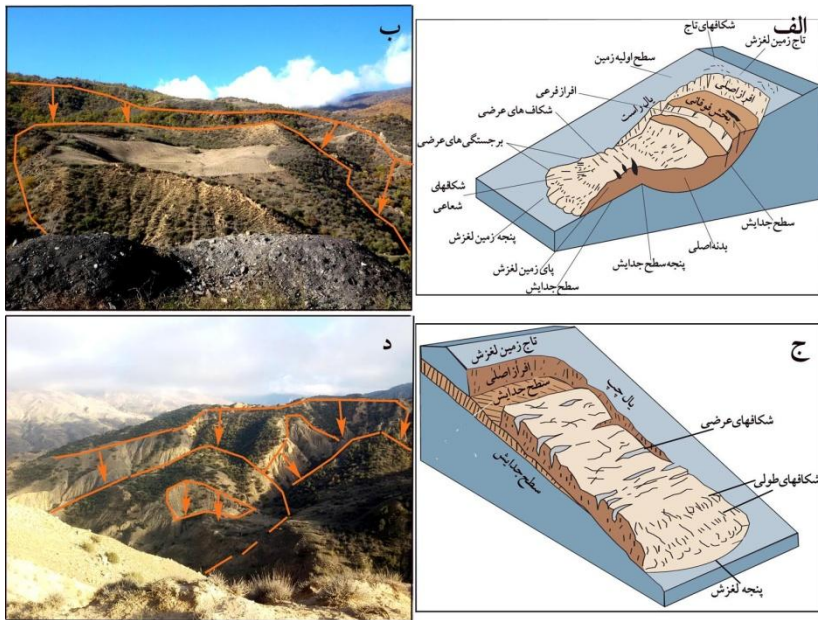 الف
شکافهای تاج
تاج زمین لغزش
سطح اولیه زمین
افراز اصلی
بخش فوقانی
افراز فرعی
یال راست
شکاف های عرضی
برجستگی های عرضی
شکافهای
شعاعی
پنجه زمین لغزش
پای زمین لغزش
سطح جدایش
پنجه سطح جدایش
بدنه اصلی
سطح جدایش
ب
ج
تاج زمین لغزش
افراز اصلی
سطح جدایش
یال چپ
شکافهای عرضی
سطح جدایش
شکافهای طولی
پنجه لغزش
د